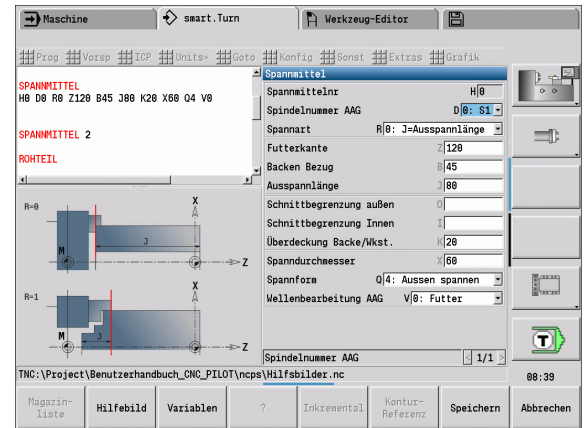 Maschine
smart.Turn
Werkzeug-Editor
Prog Vorsp ICP Units» Goto Konfig Sonst Extras Grafik
SPANNMITTEL
H0 D0 R0 Z120 B45 J80 K20 X60 Q4 V0
SPANNMITTEL 2
ROHTEIL
Spannmittel
Spannmittelnr H 0
Spindelnummer AAG D 0: S1
Spannart R 0: J=Ausspannlänge
Futterkante Z 120
Backen Bezug B 45
Ausspannlänge J 80
Schnittbegrenzung außen O
Schnittbegrenzung Innen I
Überdeckung Backe/Wkst. K 20
Spanndurchmesser X 60
Spannform Q 4: Aussen spannen
Wellenbearbeitung AAG V 0: Futter
Spindelnummer AAG < 1/1 >
R=0
X
J
M
Z
R=1
X
J
M
Z
T
TNC:\Project\Benutzerhandbuch_CNC_PILOT\ncps\Hilfsbilder.nc
08:39
Magazin-
liste
Hilfebild
Variablen
?
Inkremental
Kontur-
Referenz
Speichern
Abbrechen